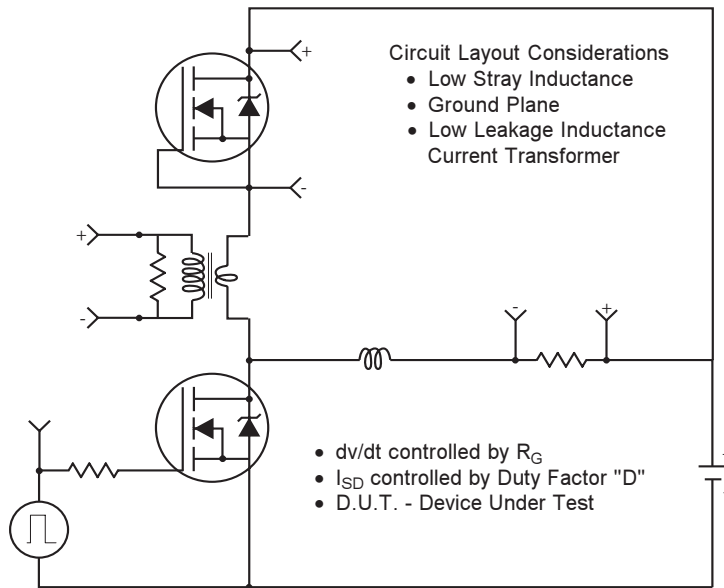 +
Circuit Layout Considerations
• Low Stray Inductance
• Ground Plane
• Low Leakage Inductance
Current Transformer
-
+
-
- +
• dv/dt controlled by RG
• ISD controlled by Duty Factor "D"
• D.U.T. - Device Under Test
+
-